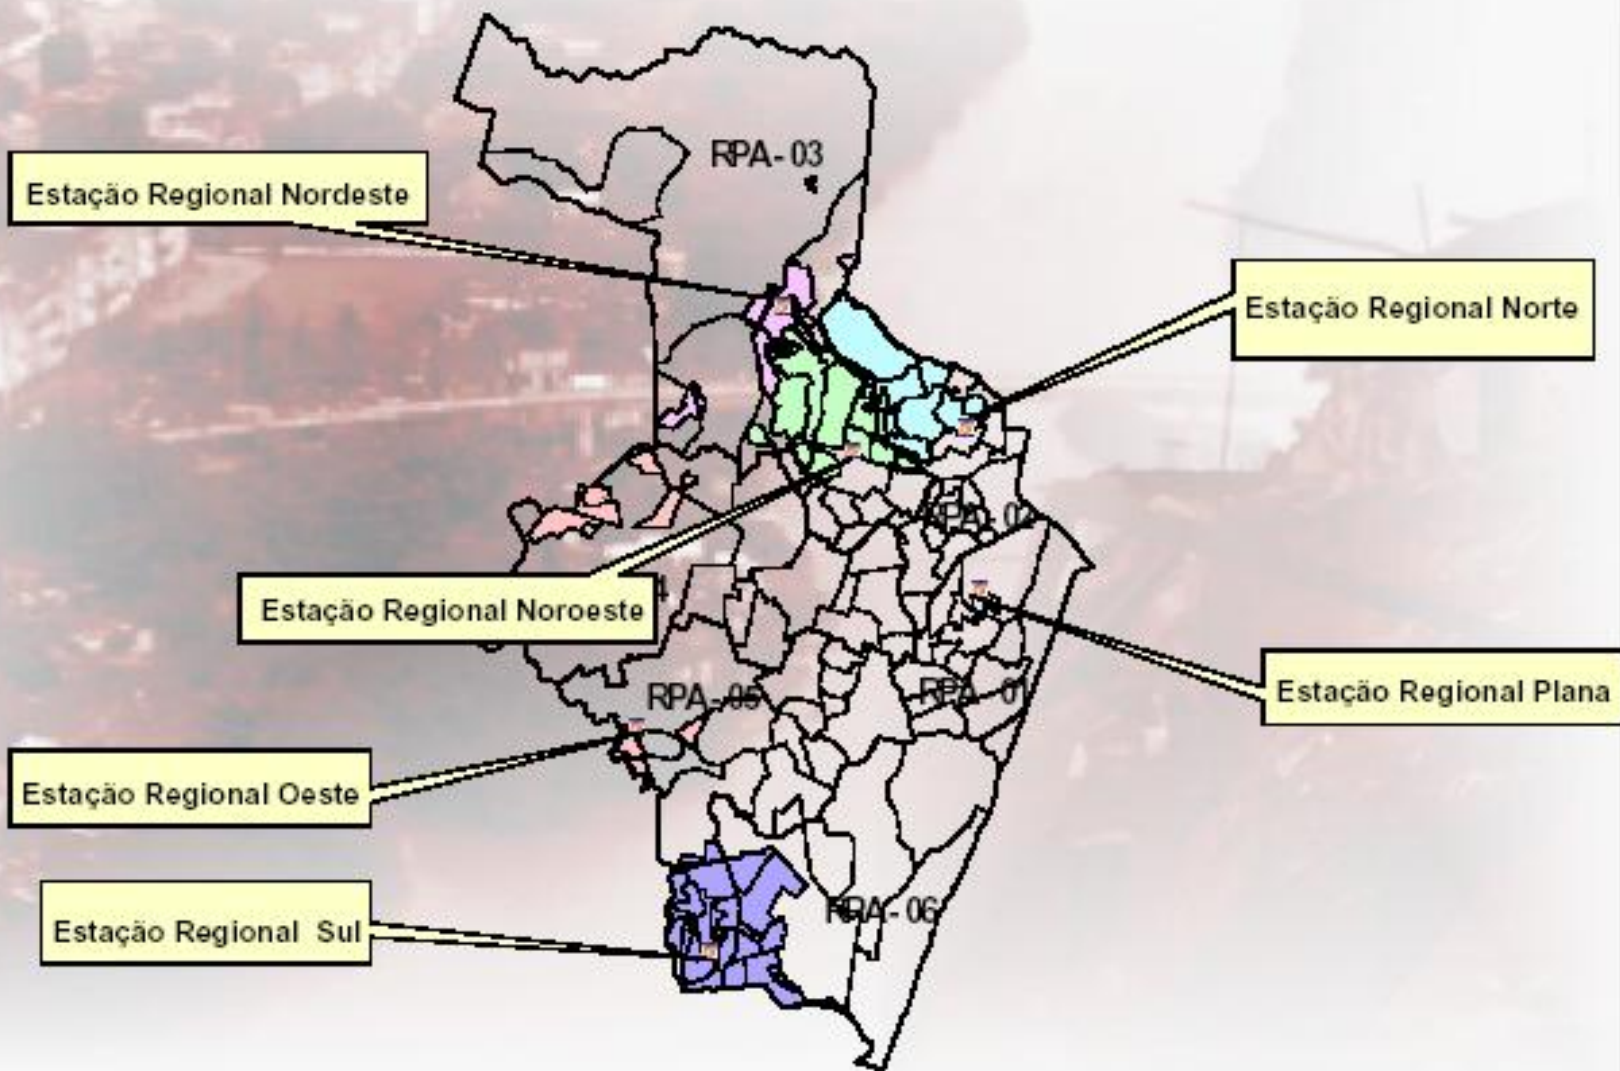 RPA-03
Estação Regional Nordeste
Estação Regional Norte
RPA-02
Estação Regional Noroeste
4
Estação Regional Plana
RPA-05
RPA-01
Estação Regional Oeste
RPA-06
Estação Regional Sul